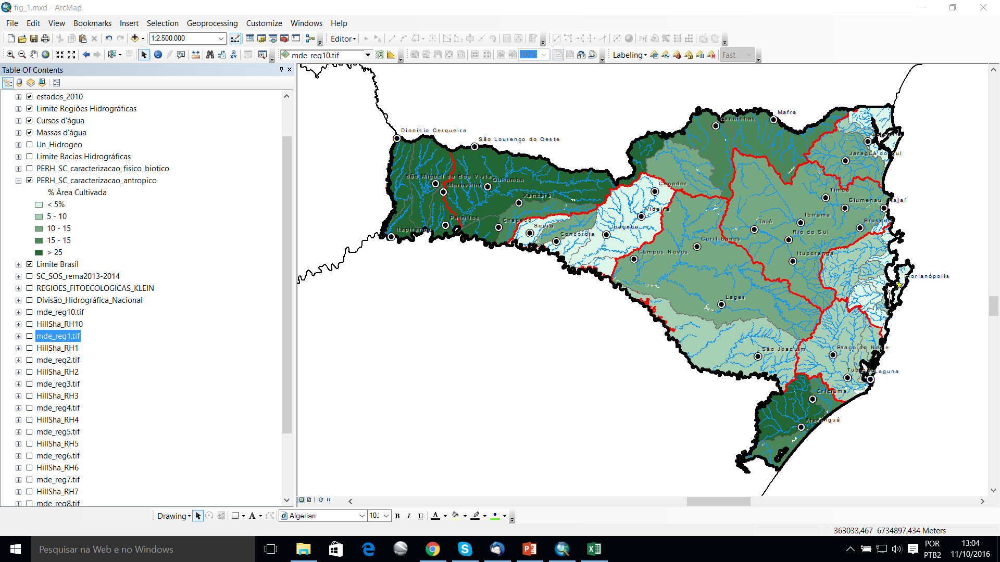 fig_1.mxd - ArcMap
File Edit View Bookmarks Insert Selection Geoprocessing Customize Windows Help
1:2.500.000
Editor
mde_reg10.tif
100%
Labeling
Fast
Table Of Contents
estados_2010
Limite Regiões Hidrográficas
Cursos d'água
Massas d'água
Un_Hidrogeo
Limite Bacias Hidrográficas
PERH_SC_caracterizacao_fisico_biotico
PERH_SC_caracterizacao_antropico
% Área Cultivada
< 5%
5 - 10
10 - 15
15 - 15
> 25
Limite Brasil
SC_SOS_rema2013-2014
REGIOES_FITOECOLOGICAS_KLEIN
Divisão_Hidrográfica_Nacional
mde_reg10.tif
HillSha_RH10
mde_reg1.tif
HillSha_RH1
mde_reg2.tif
HillSha_RH2
mde_reg3.tif
HillSha_RH3
mde_reg4.tif
HillSha_RH4
mde_reg5.tif
HillSha_RH5
mde_reg6.tif
HillSha_RH6
mde_reg7.tif
HillSha_RH7
mde_reg8.tif
Mafra
Canoinhas
Dionísio Cerqueira
São Lourenço do Oeste
Jaraguá do Sul
São Miguel da Boa Vista
Quilombo
Maravilha
Caçador
Timbó
Xanxerê
Blumenau
Itajaí
Videira
Palmitos
Chapecó
Ibirama
Taió
Brusque
Itapiranga
Seara
Joaçaba
Rio do Sul
Concórdia
Curitibanos
Campos Novos
Ituporanga
Florianópolis
Lages
São Joaquim
Braço do Norte
Laguna
Criciúma
Araranguá
Drawing
A
Algerian
10,
B I U A
363033,467 6734897,434 Meters
Pesquisar na Web e no Windows
POR
PTB2
13:04
11/10/2016